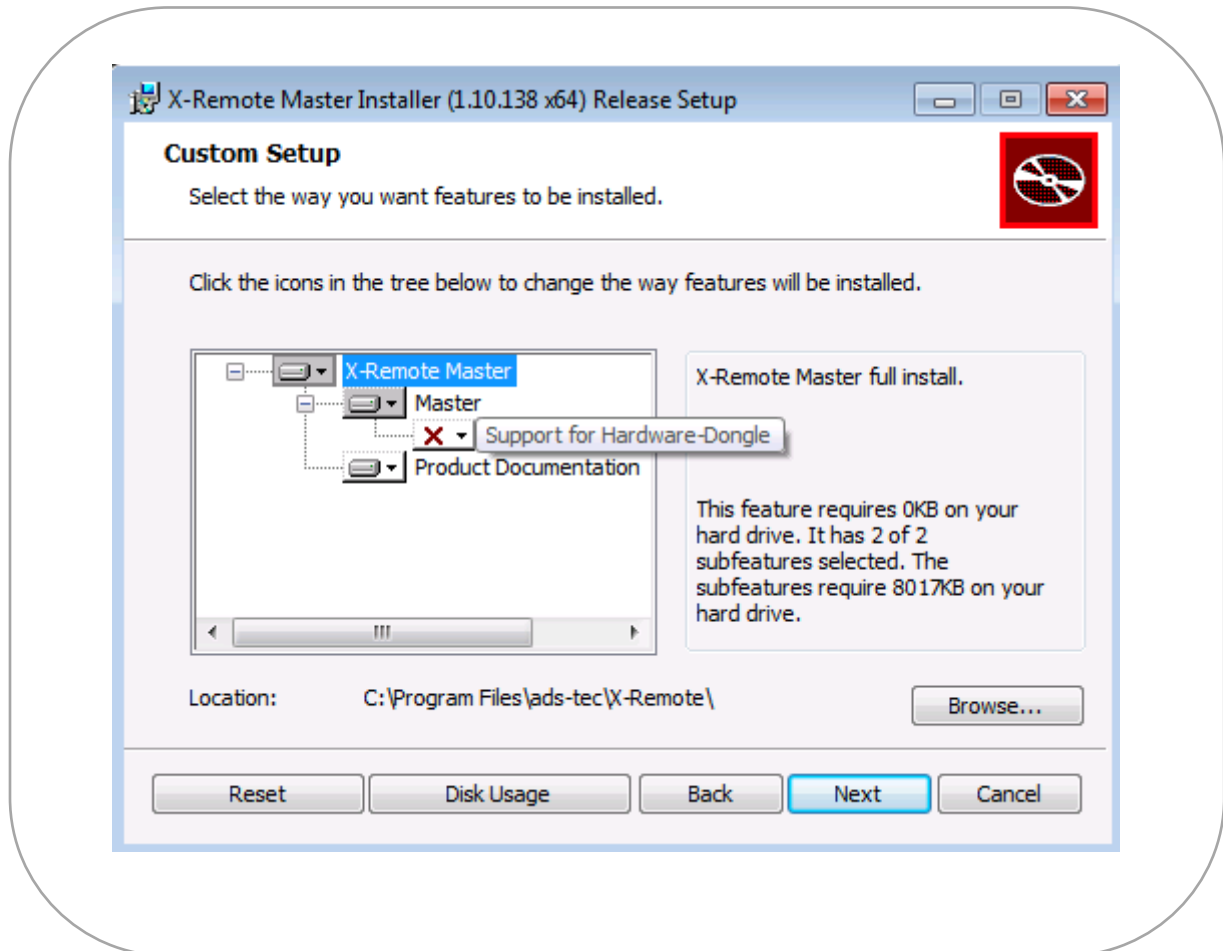 X-Remote Master Installer (1.10.138 x64) Release Setup
Custom Setup
Select the way you want features to be installed.
Click the icons in the tree below to change the way features will be installed.
X-Remote Master
Master
Support for Hardware-Dongle
Product Documentation
X-Remote Master full install.
This feature requires 0KB on your
hard drive. It has 2 of 2
subfeatures selected. The
subfeatures require 8017KB on your
hard drive.
Location: C:\Program Files\ads-tec\X-Remote\
Browse...
Reset Disk Usage Back Next Cancel